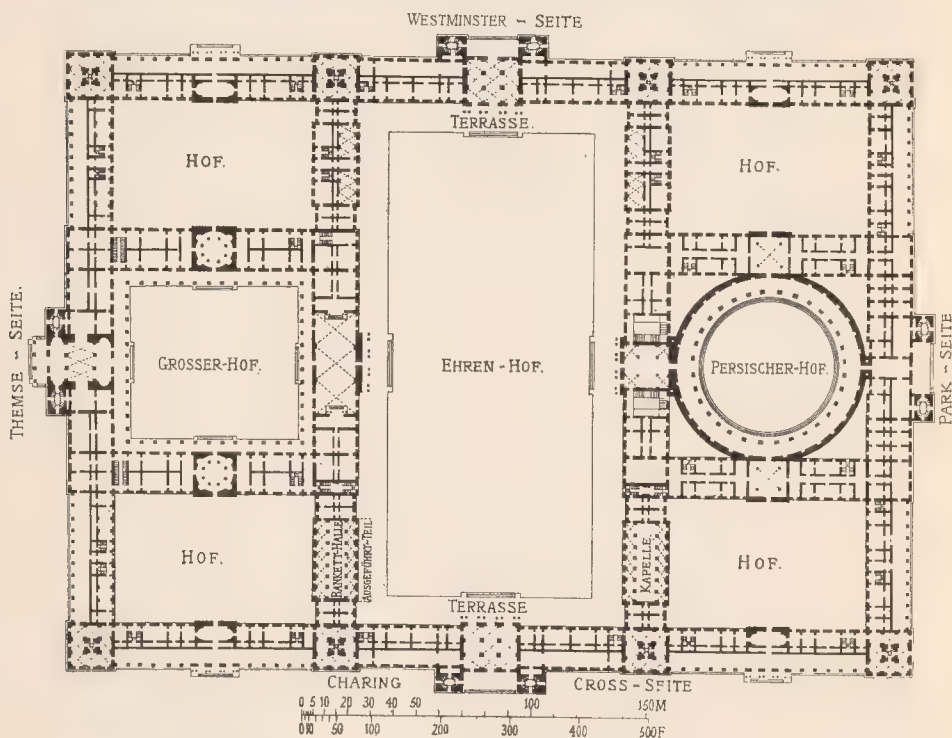 WESTMINSTER - SEITE
TERRASSE.
HOF.
HOF.
THEMSE - SEITE.
GROSSER-HOF.
EHREN-HOF.
PERSISCHER-HOF.
PARK - SEITE
HOF.
BANKETT-HALLE
AUSGEFÜHRT-TEIL
KAPELLE.
HOF.
TERRASSE
CHARING CROSS-SEITE
0 5 10 20 30 40 50 100 150M
0 10 50 100 200 300 400 500F